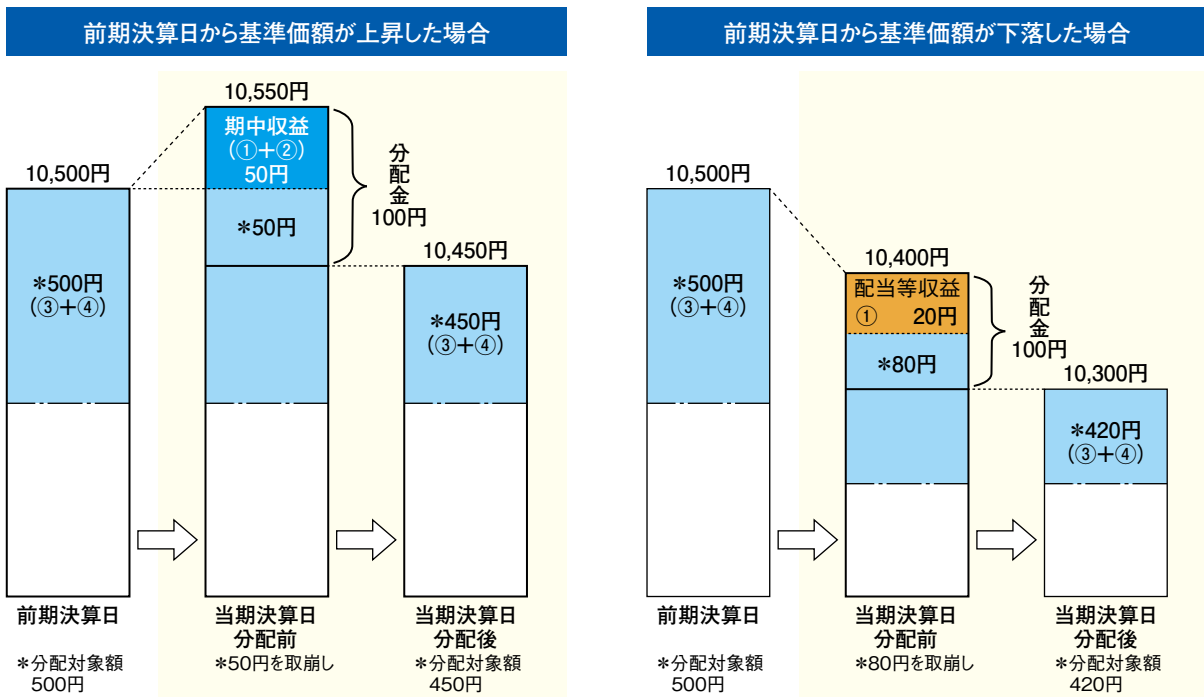 前期決算日から基準価額が上昇した場合
10,550円
期中収益
(①+②)
50円
分配金
100円
10,500円
*50円
10,450円
*500円
(③+④)
*450円
(③+④)
前期決算日
当期決算日
分配前
当期決算日
分配後
*分配対象額
500円
*50円を取崩し
*分配対象額
450円
前期決算日から基準価額が下落した場合
10,500円
10,400円
*500円
(③+④)
配当等収益
① 20円
分配金
100円
*80円
10,300円
*420円
(③+④)
前期決算日
当期決算日
分配前
当期決算日
分配後
*分配対象額
500円
*80円を取崩し
*分配対象額
420円